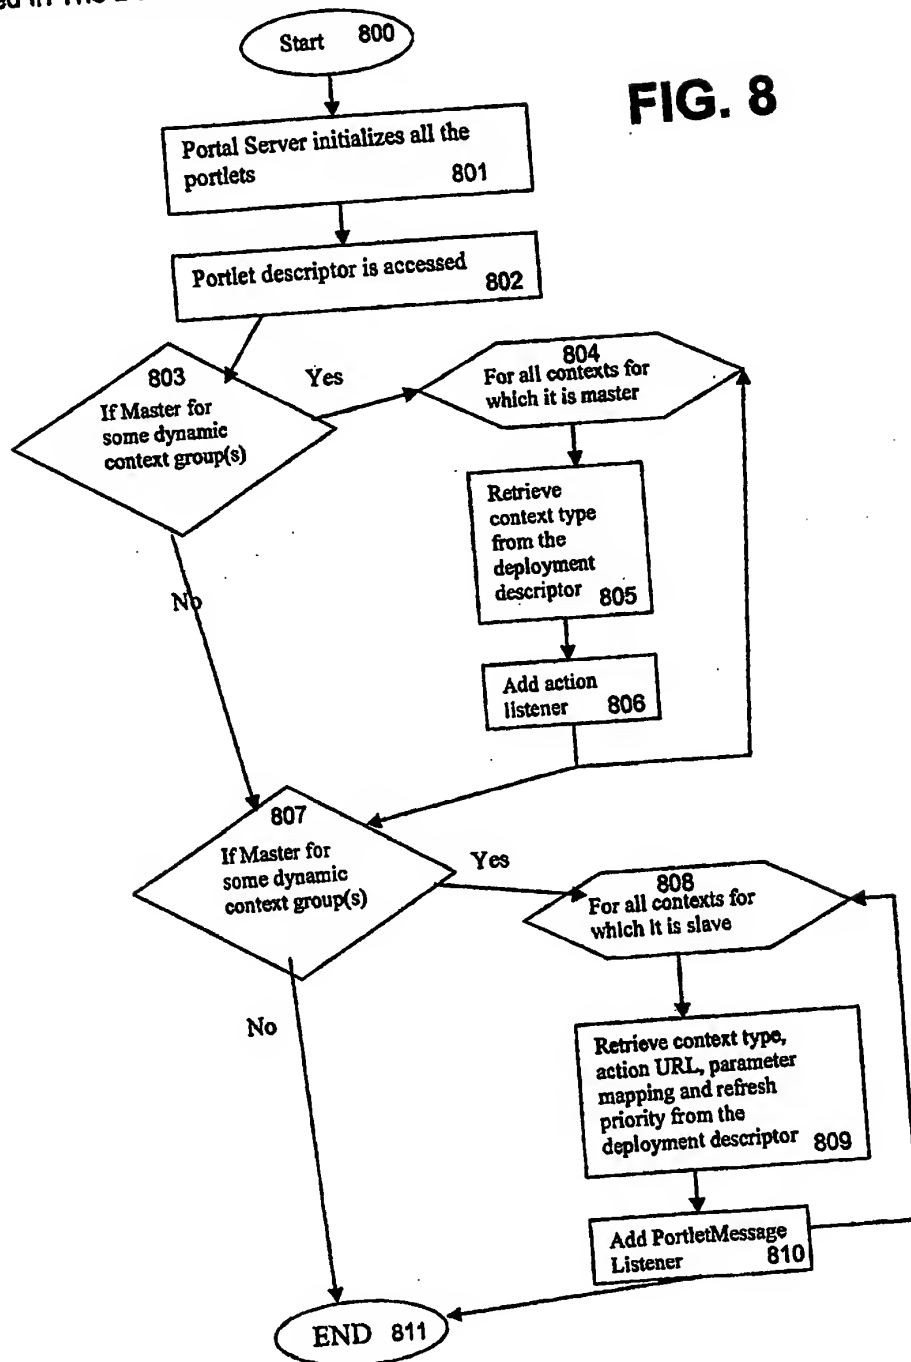 Start 800
FIG. 8
Portal Server initializes all the
portlets 801
Portlet descriptor is accessed
802
803
If Master for
some dynamic
context group(s)
Yes
804
For all contexts for
which it is master
Retrieve
context type
from the
deployment
descriptor 805
No
Add action
listener 806
807
If Master for
some dynamic
context group(s)
Yes
808
For all contexts for
which it is slave
No
Retrieve context type,
action URL, parameter
mapping and refresh
priority from the
deployment descriptor 809
Add PortletMessage
Listener 810
END 811